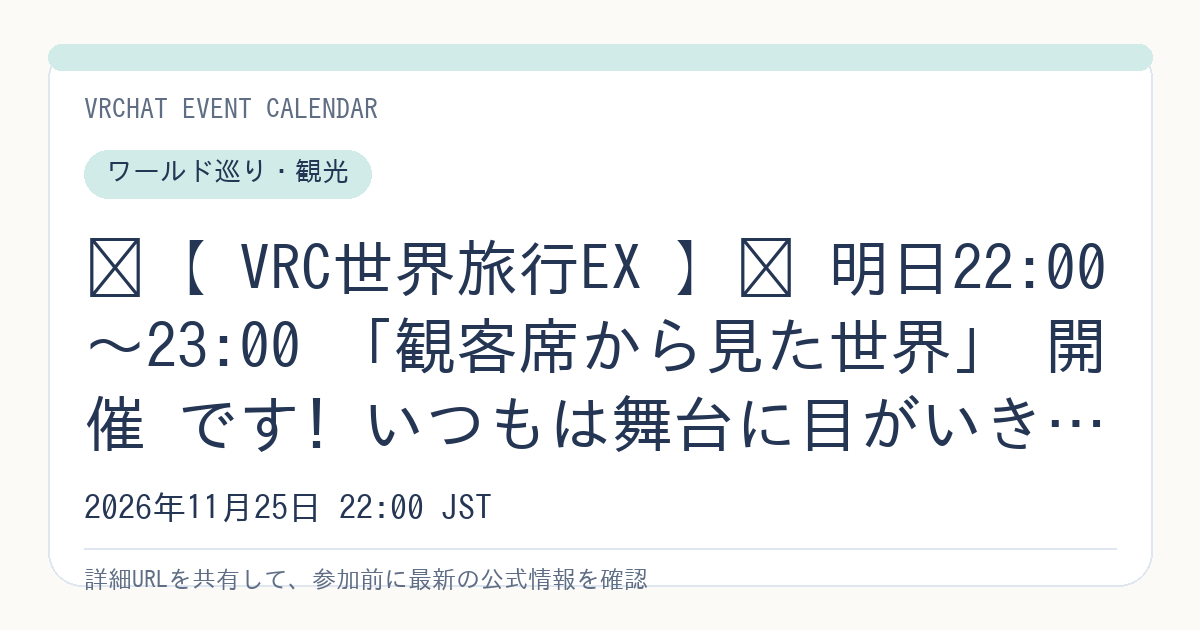 VRCHAT EVENT CALENDAR
ワールド巡り・観光
【 VRC世界旅行EX 】 明日22:00
～23:00 「観客席から見た世界」 開
催 です! いつもは舞台に目がいき…
2026年11月25日 22:00 JST
詳細URLを共有して、参加前に最新の公式情報を確認